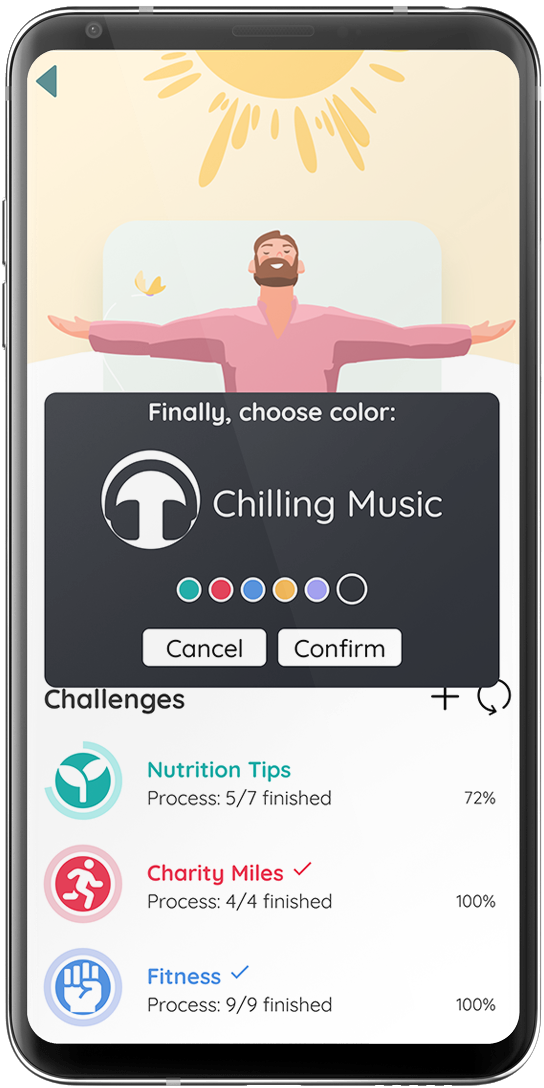 Finally, choose color:
Chilling Music
Cancel Confirm
Challenges
Nutrition Tips
Process: 5/7 finished 72%
Charity Miles
Process: 4/4 finished 100%
Fitness
Process: 9/9 finished 100%